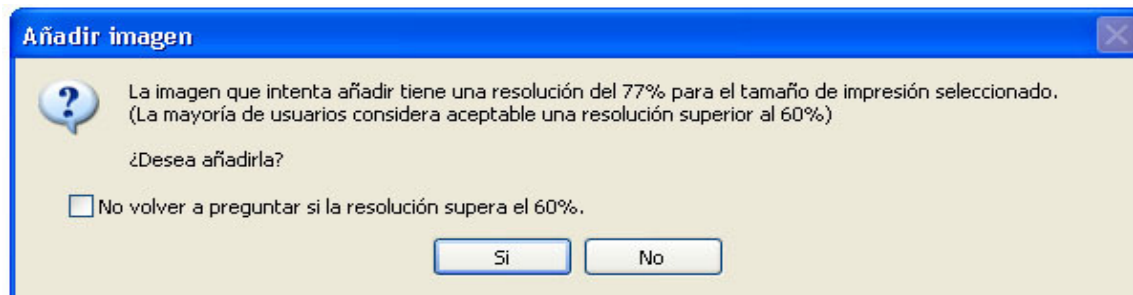 Añadir imagen
La imagen que intenta añadir tiene una resolución del 77% para el tamaño de impresión seleccionado.
(La mayoría de usuarios considera aceptable una resolución superior al 60%)
¿Desea añadirla?
No volver a preguntar si la resolución supera el 60%.
Si No